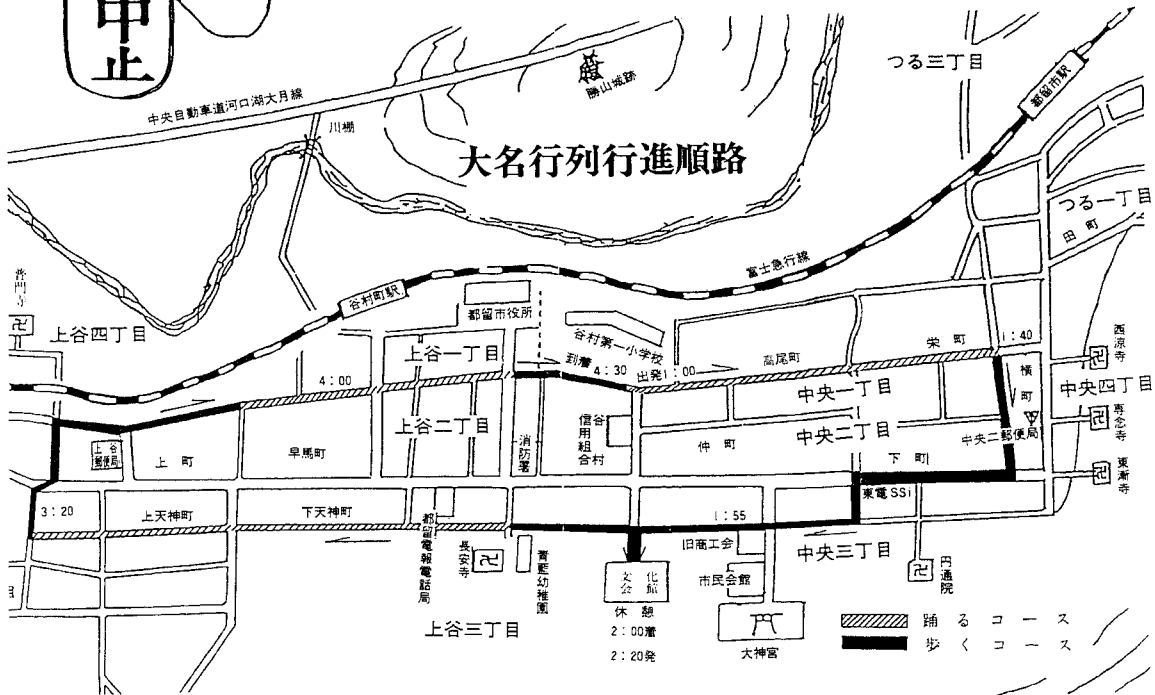 中止
つる三丁目
都留市駅
勝山城跡
中央自動車道河口湖大月線
川棚
大名行列行進順路
つる一丁目
田町
富士急行線
普門寺
谷村町駅
都留市役所
上谷四丁目
谷村第一小学校
栄町
1:40
西涼寺
上谷一丁目
到着4:30
出発1:00
高尾町
横町
4:00
中央一丁目
中央四丁目
上谷二丁目
消防署
谷村信用組合
仲町
中央二丁目
中央二郵便局
専念寺
上谷郵便局
上町
早馬町
下町
東漸寺
東電SSi
3:20
上天神町
下天神町
都留電報電話局
長安寺
青藍幼稚園
1:55
旧商工会
中央三丁目
文化会館
市民会館
円通院
休憩
2:00着
2:20発
上谷三丁目
大神宮
踊るコース
歩くコース